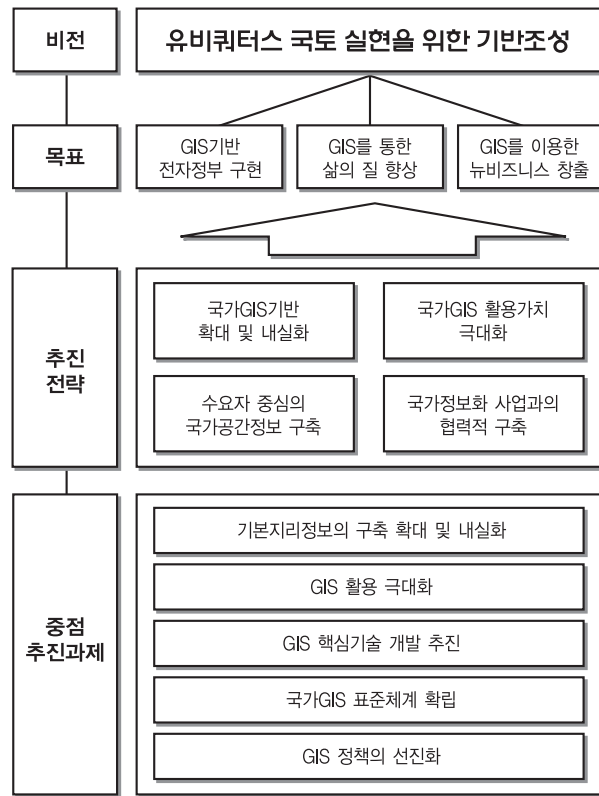 비전
유비쿼터스 국토 실현을 위한 기반조성
목표
GIS기반
전자정부 구현
GIS를 통한
삶의 질 향상
GIS를 이용한
뉴비즈니스 창출
추진
전략
국가GIS기반
확대 및 내실화
국가GIS 활용가치
극대화
수요자 중심의
국가공간정보 구축
국가정보화 사업과의
협력적 구축
중점
추진과제
기본지리정보의 구축 확대 및 내실화
GIS 활용 극대화
GIS 핵심기술 개발 추진
국가GIS 표준체계 확립
GIS 정책의 선진화